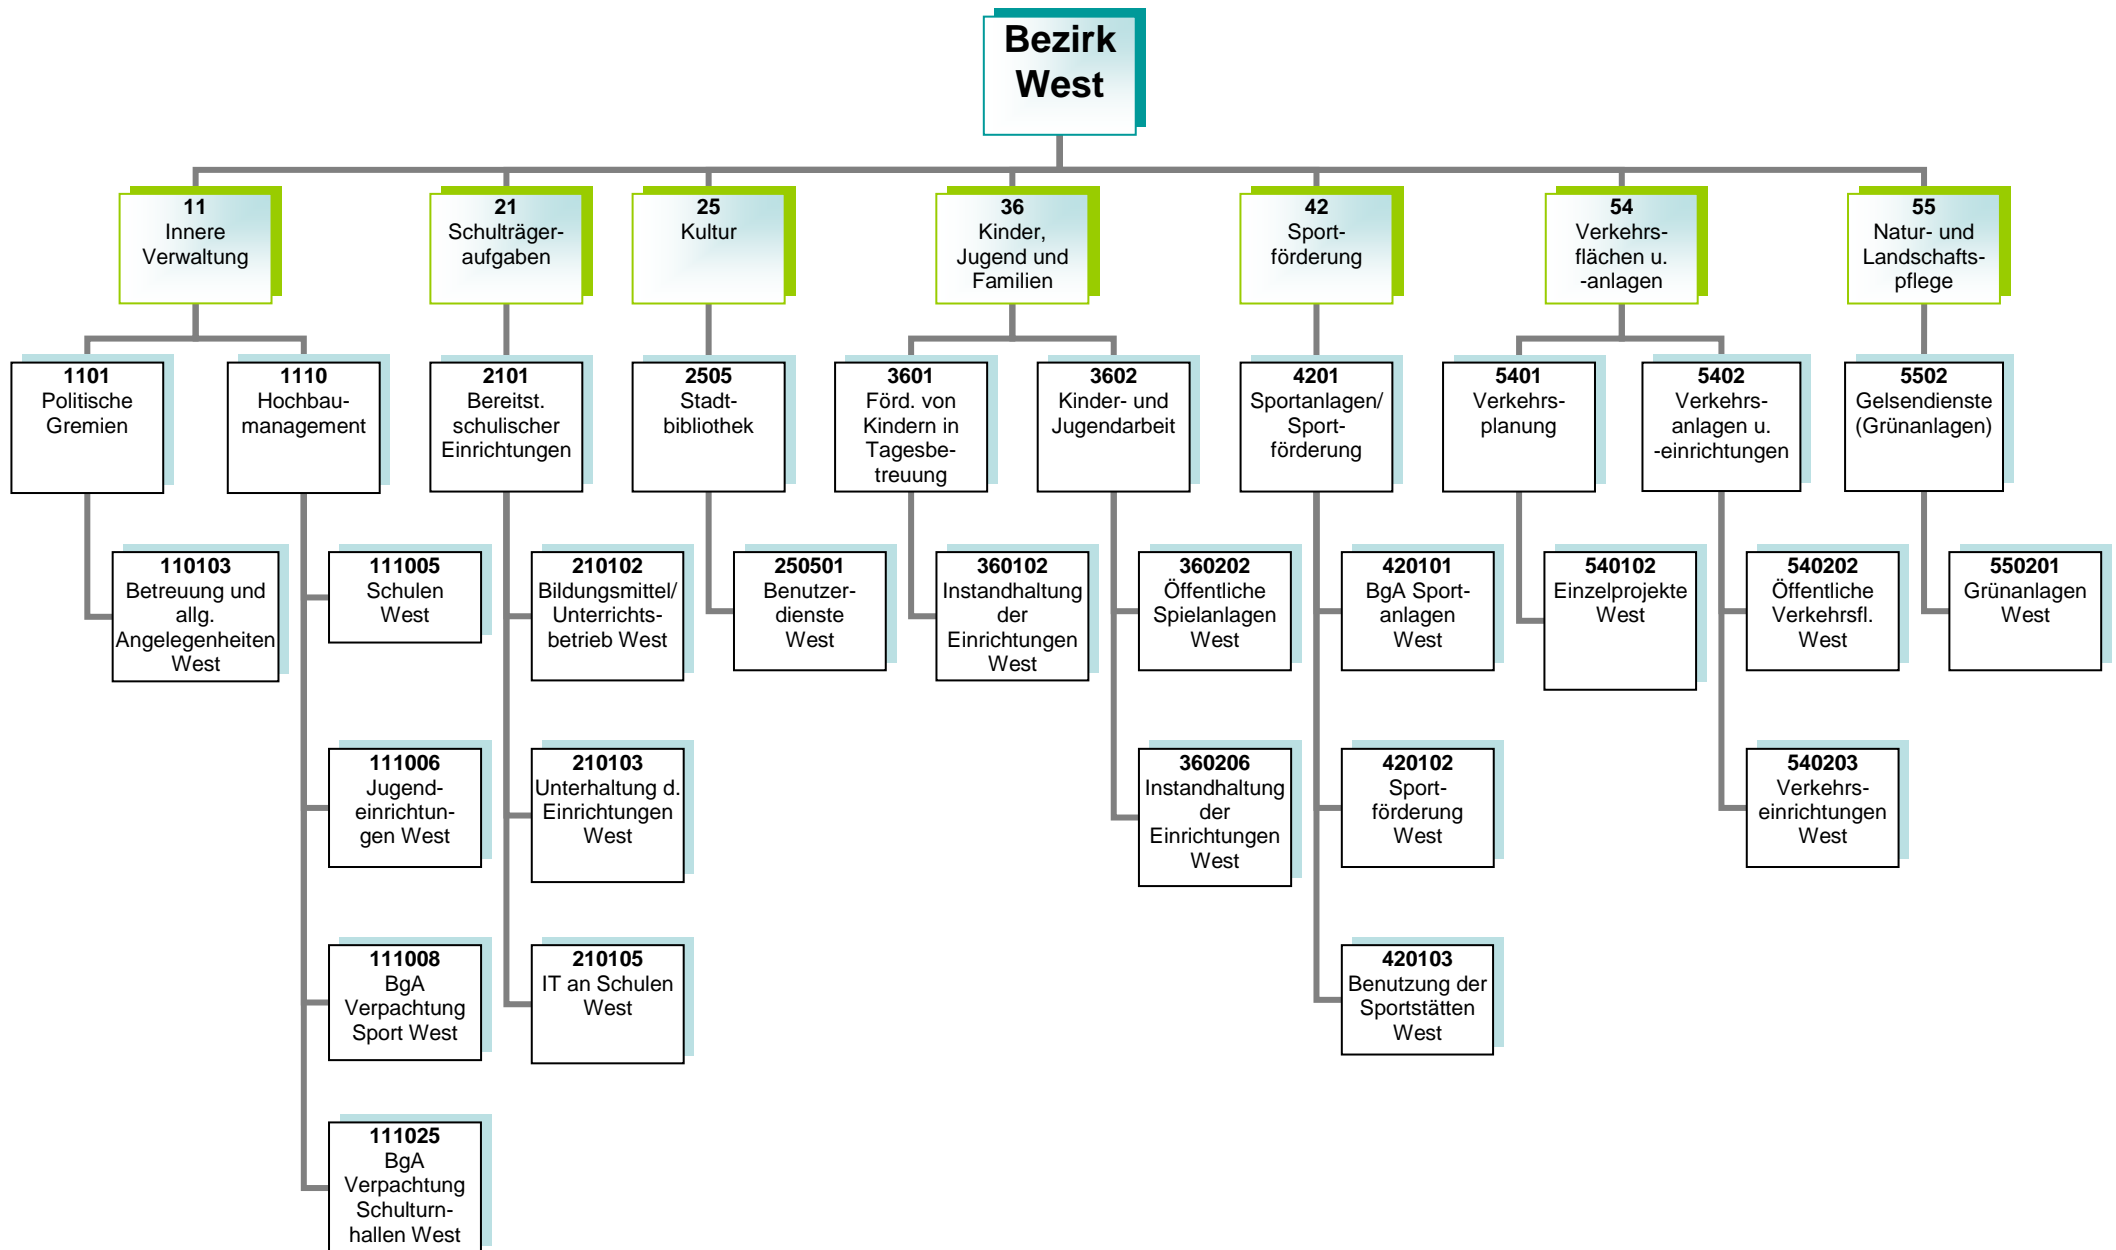 Bezirk
West
11
Innere
Verwaltung
21
Schulträger-
aufgaben
25
Kultur
36
Kinder,
Jugend und
Familien
42
Sport-
förderung
54
Verkehrs-
flächen u.
-anlagen
55
Natur- und
Landschafts-
pflege
1101
Politische
Gremien
1110
Hochbau-
management
2101
Bereitst.
schulischer
Einrichtungen
2505
Stadt-
bibliothek
3601
Förd. von
Kindern in
Tagesbe-
treuung
3602
Kinder- und
Jugendarbeit
4201
Sportanlagen/
Sport-
förderung
5401
Verkehrs-
planung
5402
Verkehrs-
anlagen u.
-einrichtungen
5502
Gelsendienste
(Grünanlagen)
110103
Betreuung und
allg.
Angelegenheiten
West
111005
Schulen
West
210102
Bildungsmittel/
Unterrichts-
betrieb West
250501
Benutzer-
dienste
West
360102
Instandhaltung
der
Einrichtungen
West
360202
Öffentliche
Spielanlagen
West
420101
BgA Sport-
anlagen
West
540102
Einzelprojekte
West
540202
Öffentliche
Verkehrsfl.
West
550201
Grünanlagen
West
111006
Jugend-
einrichtun-
gen West
210103
Unterhaltung d.
Einrichtungen
West
360206
Instandhaltung
der
Einrichtungen
West
420102
Sport-
förderung
West
540203
Verkehrs-
einrichtungen
West
111008
BgA
Verpachtung
Sport West
210105
IT an Schulen
West
420103
Benutzung der
Sportstätten
West
111025
BgA
Verpachtung
Schulturn-
hallen West